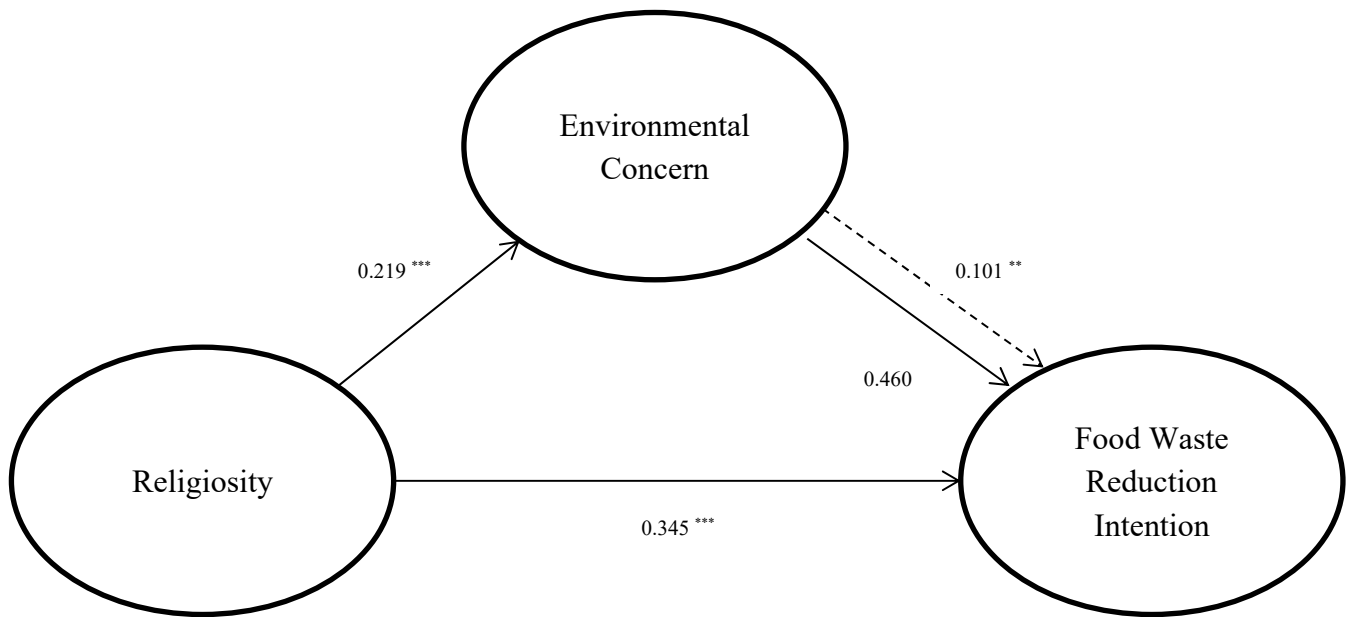 Environmental
Concern
0.219 ***
0.101 **
0.460
Religiosity
Food Waste
Reduction
Intention
0.345 ***